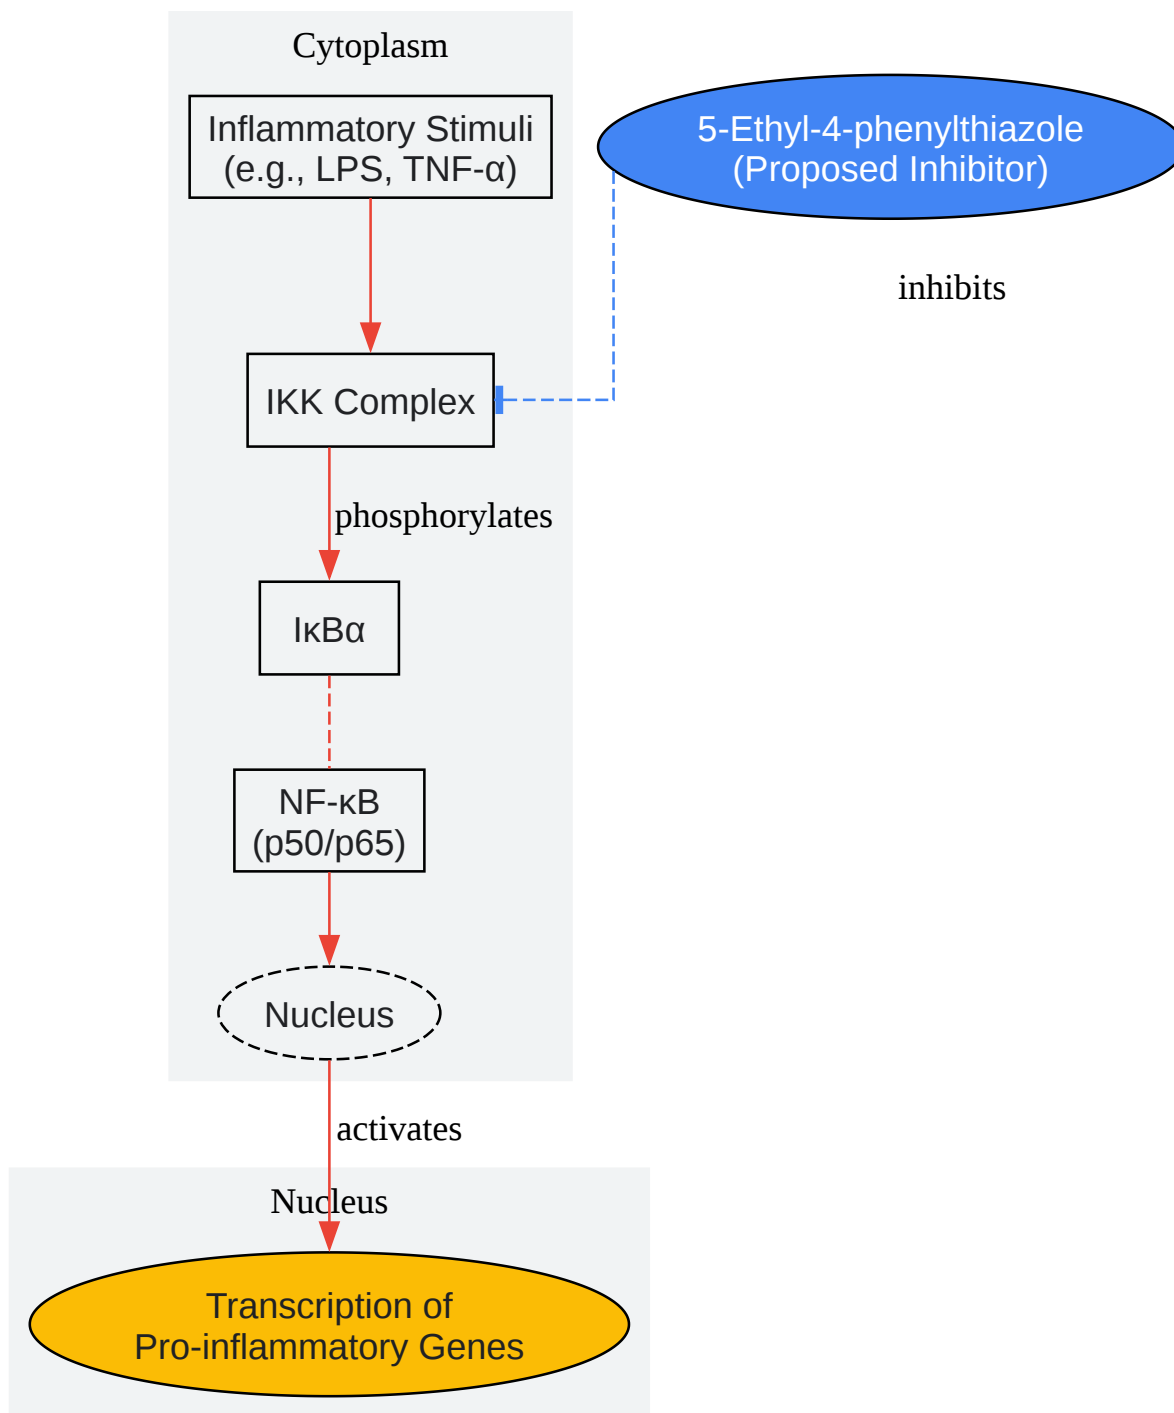 Cytoplasm
Inflammatory Stimuli
(e.g., LPS, TNF-α)
5-Ethyl-4-phenylthiazole
(Proposed Inhibitor)
inhibits
IKK Complex
phosphorylates
IκBα
NF-κB
(p50/p65)
Nucleus
activates
Nucleus
Transcription of
Pro-inflammatory Genes